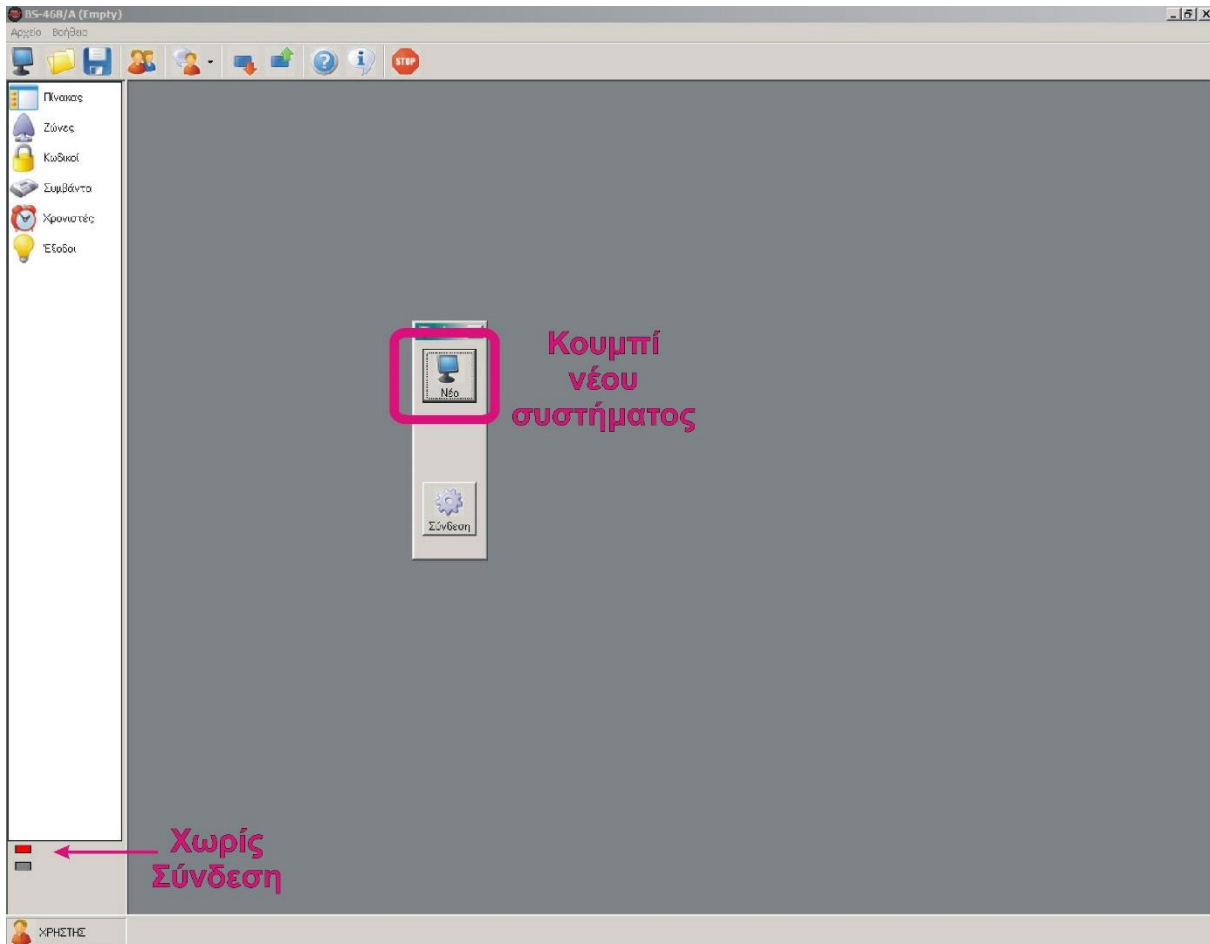 BS-468/A (Empty)
Αρχείο Βοήθεια
STOP
Πίνακας
Ζώνες
Κωδικοί
Συμβάντα
Χρονιστές
Έξοδοι
Νέο
Κουμπί
νέου
συστήματος
Σύνδεση
Χωρίς
Σύνδεση
ΧΡΗΣΤΗΣ